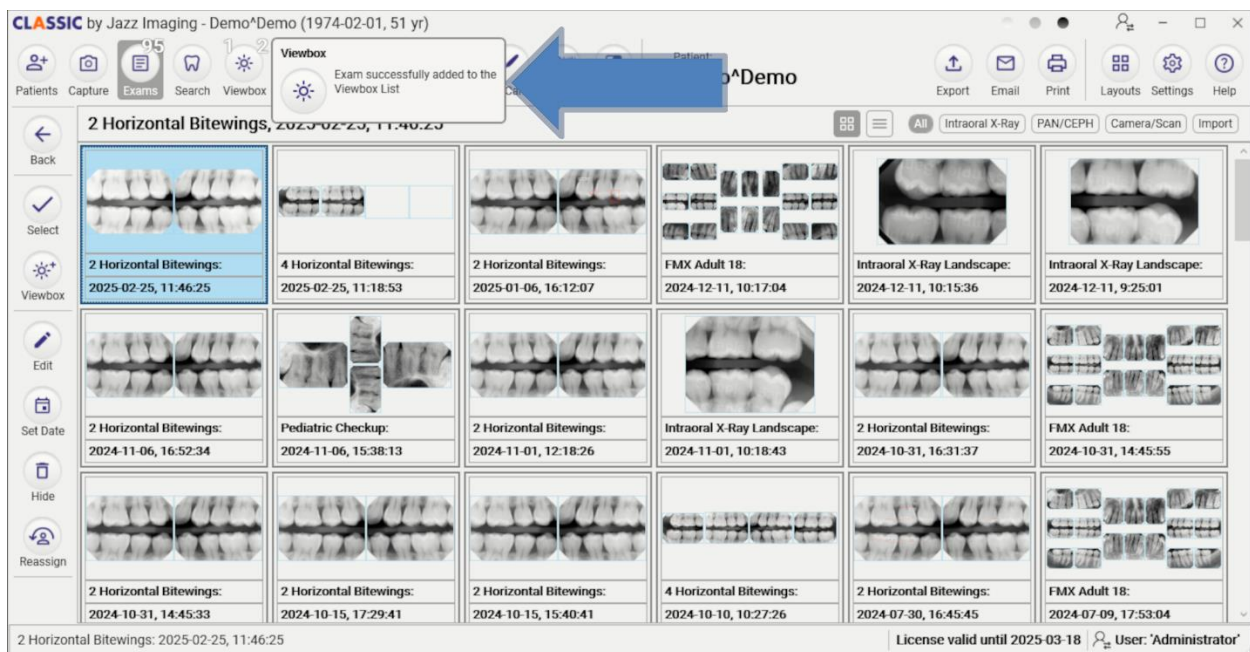 CLASSIC by Jazz Imaging - Demo^Demo (1974-02-01, 51 yr)
95
1
2
Patients
Capture
Exams
Search
Viewbox
Viewbox
Exam successfully added to the
Viewbox List
Patient:
^Demo
Export
Email
Print
Layouts
Settings
Help
2 Horizontal Bitewings, 2025-02-25, 11:46:25
All
Intraoral X-Ray
PAN/CEPH
Camera/Scan
Import
Back
Select
Viewbox
Edit
Set Date
Hide
Reassign
2 Horizontal Bitewings:
2025-02-25, 11:46:25
4 Horizontal Bitewings:
2025-02-25, 11:18:53
2 Horizontal Bitewings:
2025-01-06, 16:12:07
FMX Adult 18:
2024-12-11, 10:17:04
Intraoral X-Ray Landscape:
2024-12-11, 10:15:36
Intraoral X-Ray Landscape:
2024-12-11, 9:25:01
2 Horizontal Bitewings:
2024-11-06, 16:52:34
Pediatric Checkup:
2024-11-06, 15:38:13
2 Horizontal Bitewings:
2024-11-01, 12:18:26
Intraoral X-Ray Landscape:
2024-11-01, 10:18:43
2 Horizontal Bitewings:
2024-10-31, 16:31:37
FMX Adult 18:
2024-10-31, 14:45:55
2 Horizontal Bitewings:
2024-10-31, 14:45:33
2 Horizontal Bitewings:
2024-10-15, 17:29:41
2 Horizontal Bitewings:
2024-10-15, 15:40:41
4 Horizontal Bitewings:
2024-10-10, 10:27:26
2 Horizontal Bitewings:
2024-07-30, 16:45:45
FMX Adult 18:
2024-07-09, 17:53:04
2 Horizontal Bitewings: 2025-02-25, 11:46:25
License valid until 2025-03-18
User: 'Administrator'